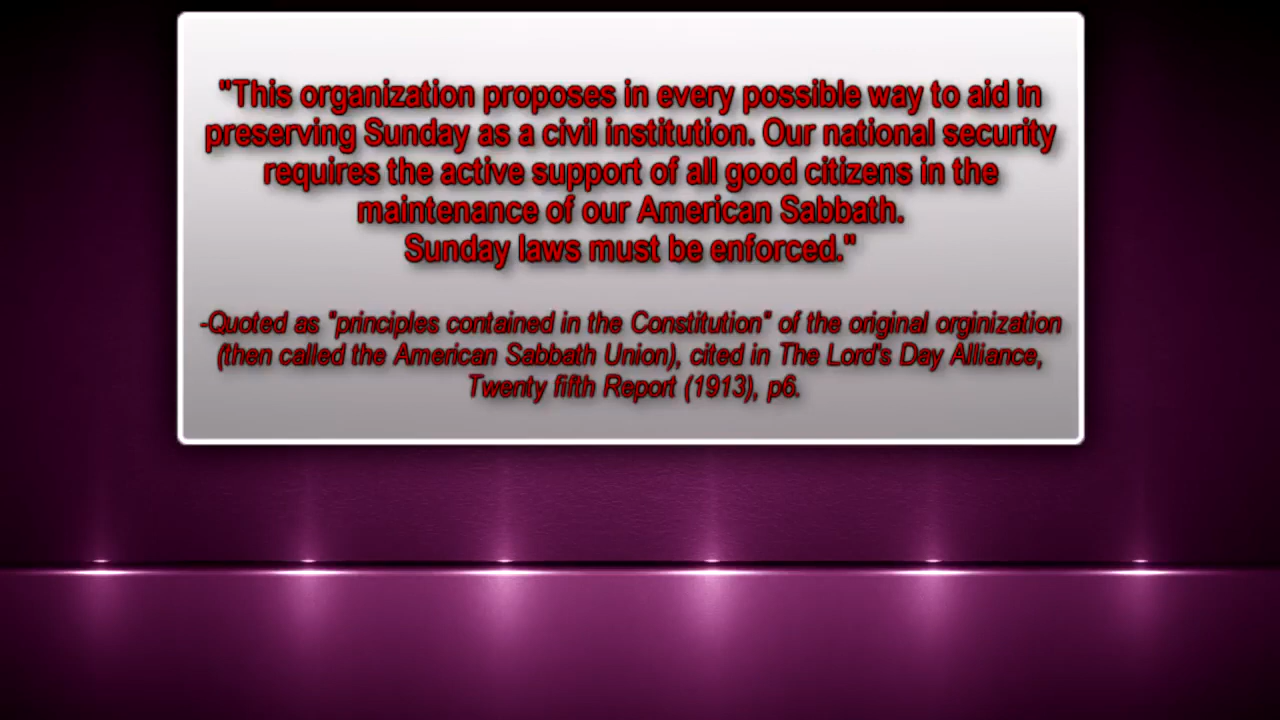 "This organization proposes in every possible way to aid in
preserving Sunday as a civil institution. Our national security
requires the active support of all good citizens in the
maintenance of our American Sabbath.
Sunday laws must be enforced."
-Quoted as "principles contained in the Constitution" of the original orginization
(then called the American Sabbath Union), cited in The Lord's Day Alliance,
Twenty fifth Report (1913), p6.